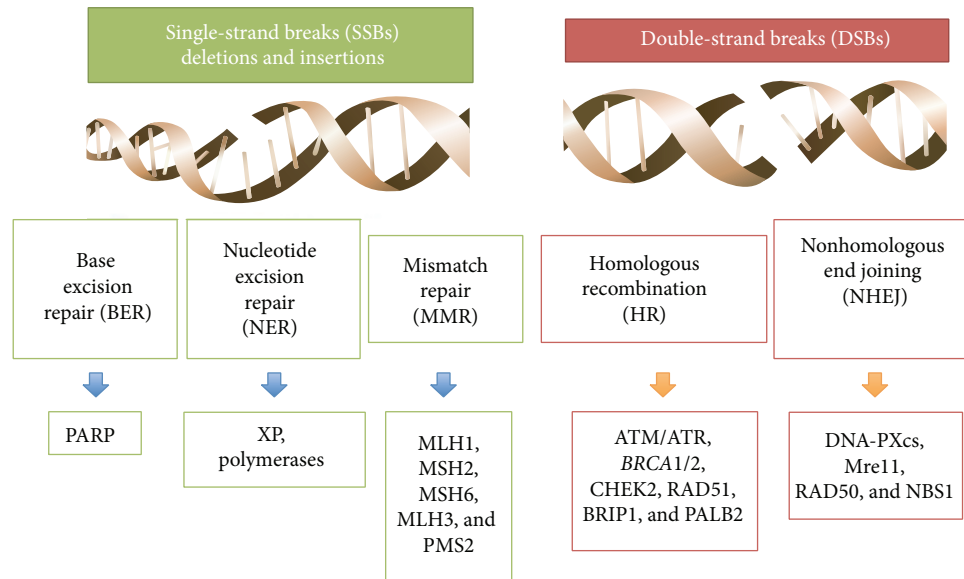 Single-strand breaks (SSBs)
deletions and insertions
Double-strand breaks (DSBs)
Base
excision
repair (BER)
Nucleotide
excision
repair
(NER)
Mismatch
repair
(MMR)
Homologous
recombination
(HR)
Nonhomologous
end joining
(NHEJ)
PARP
XP,
polymerases
MLH1,
MSH2,
MSH6,
MLH3, and
PMS2
ATM/ATR,
BRCA1/2,
CHEK2, RAD51,
BRIP1, and PALB2
DNA-PXcs,
Mre11,
RAD50, and NBS1